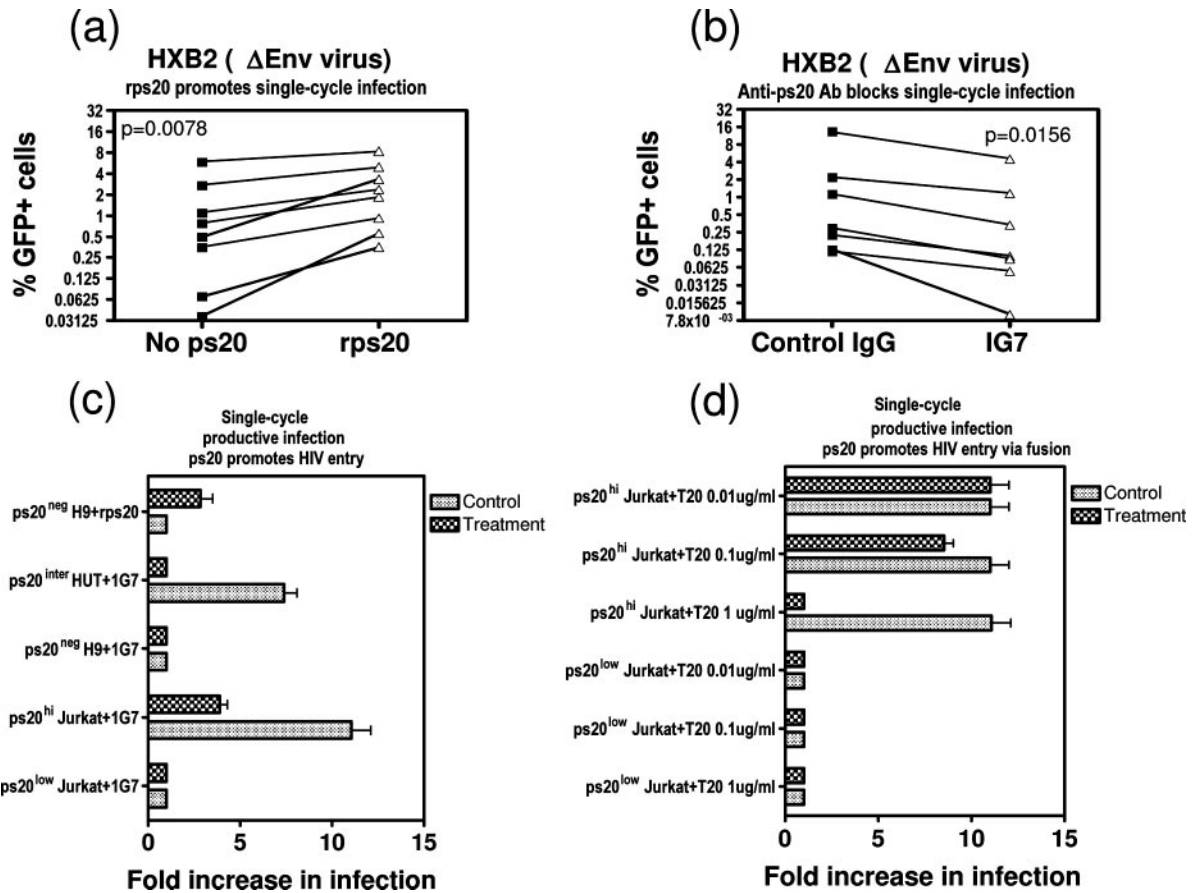 (a)
HXB2 ( ΔEnv virus)
rps20 promotes single-cycle infection
p=0.0078
% GFP+ cells
32
16
8
4
2
1
0.5
0.25
0.125
0.0625
0.03125
No ps20
rps20
(b)
HXB2 ( ΔEnv virus)
Anti-ps20 Ab blocks single-cycle infection
p=0.0156
% GFP+ cells
32
16
8
4
2
1
0.5
0.25
0.125
0.0625
0.03125
0.015625
7.8x10 -03
Control IgG
IG7
(c)
Single-cycle
productive infection
ps20 promotes HIV entry
Control
Treatment
ps20neg H9+rps20
ps20inter HUT+1G7
ps20neg H9+1G7
ps20hi Jurkat+1G7
ps20low Jurkat+1G7
0 5 10 15
Fold increase in infection
(d)
Single-cycle
productive infection
ps20 promotes HIV entry via fusion
Control
Treatment
ps20hi Jurkat+T20 0.01ug/ml
ps20hi Jurkat+T20 0.1ug/ml
ps20hi Jurkat+T20 1 ug/ml
ps20low Jurkat+T20 0.01ug/ml
ps20low Jurkat+T20 0.1ug/ml
ps20low Jurkat+T20 1ug/ml
0 5 10 15
Fold increase in infection